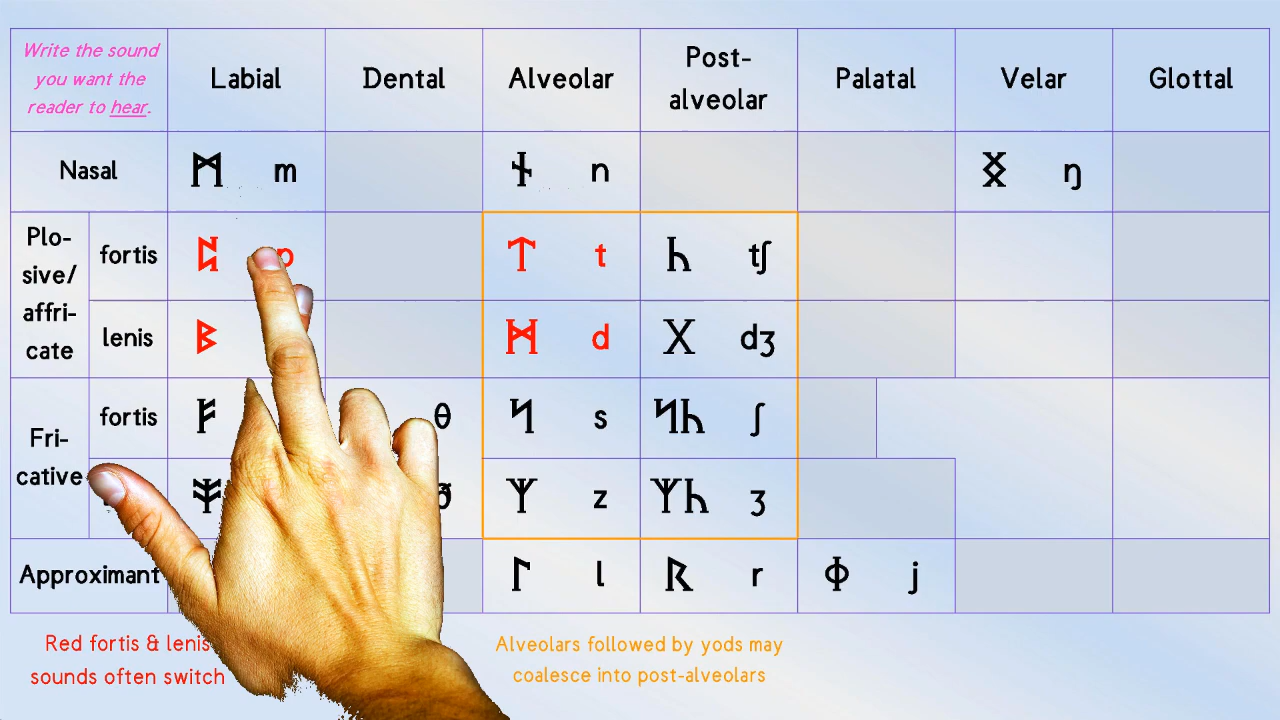 Write the sound
you want the
reader to hear.
Labial
Dental
Alveolar
Post-
alveolar
Palatal
Velar
Glottal
Nasal
ᛗ m
n
ŋ
Plo-
sive/
affri-
cate
fortis
ᛈ p
ᛏ t
tʃ
lenis
ᛒ
d
dʒ
Fri-
cative
fortis
ᚠ
θ
s
ʃ
ð
z
ʒ
Approximant
ᛚ l
ᚱ r
j
Red fortis & lenis
sounds often switch
Alveolars followed by yods may
coalesce into post-alveolars